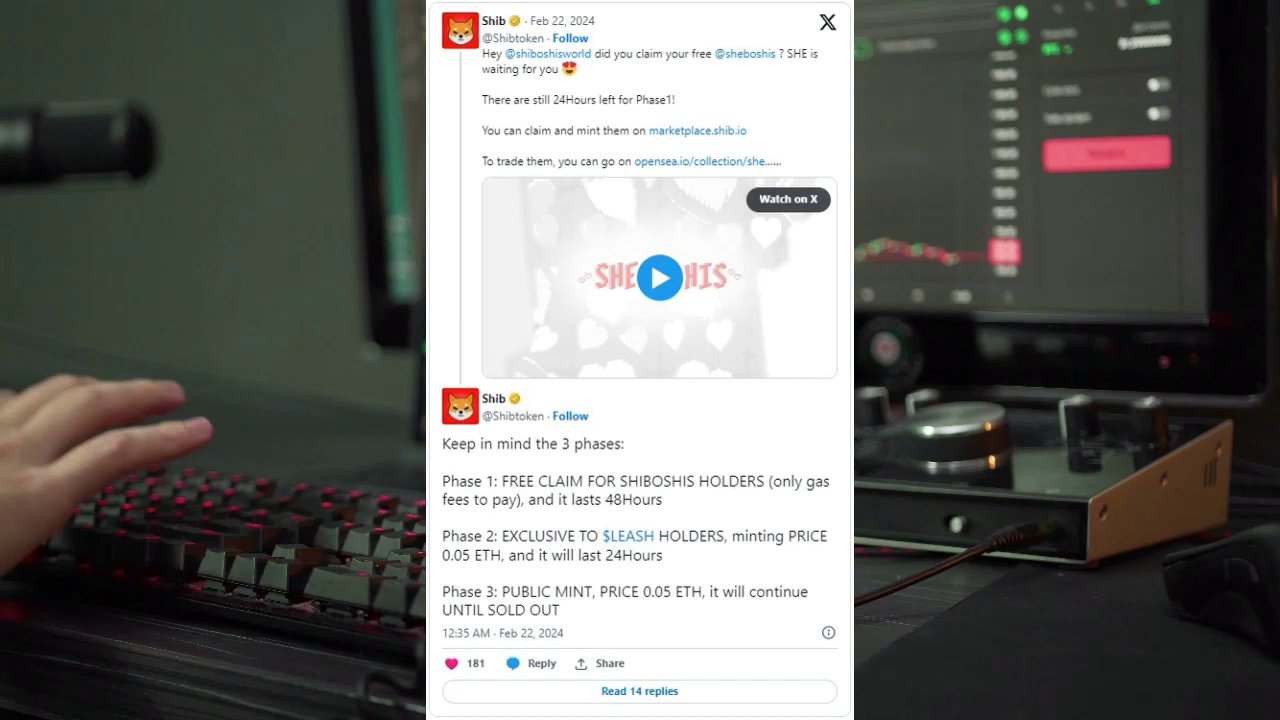 Shib · Feb 22, 2024
@Shibtoken · Follow
Hey @shiboshisworld did you claim your free @sheboshis ? SHE is
waiting for you 😍
There are still 24Hours left for Phase1!
You can claim and mint them on marketplace.shib.io
To trade them, you can go on opensea.io/collection/she......
Watch on X
SHE HIS
Shib
@Shibtoken · Follow
Keep in mind the 3 phases:
Phase 1: FREE CLAIM FOR SHIBOSHIS HOLDERS (only gas
fees to pay), and it lasts 48Hours
Phase 2: EXCLUSIVE TO $LEASH HOLDERS, minting PRICE
0.05 ETH, and it will last 24Hours
Phase 3: PUBLIC MINT, PRICE 0.05 ETH, it will continue
UNTIL SOLD OUT
12:35 AM · Feb 22, 2024
181 Reply Share
Read 14 replies